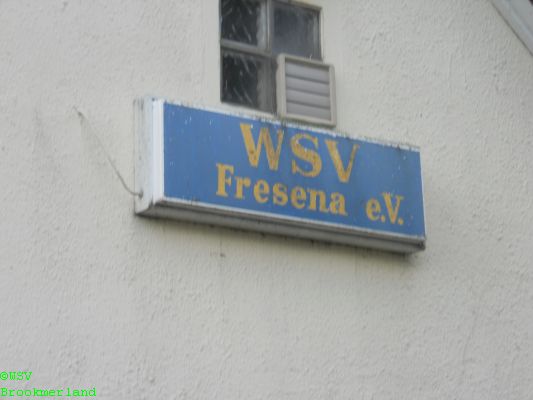 WSV
Fresena e.V.
©WSV
Brookmerland